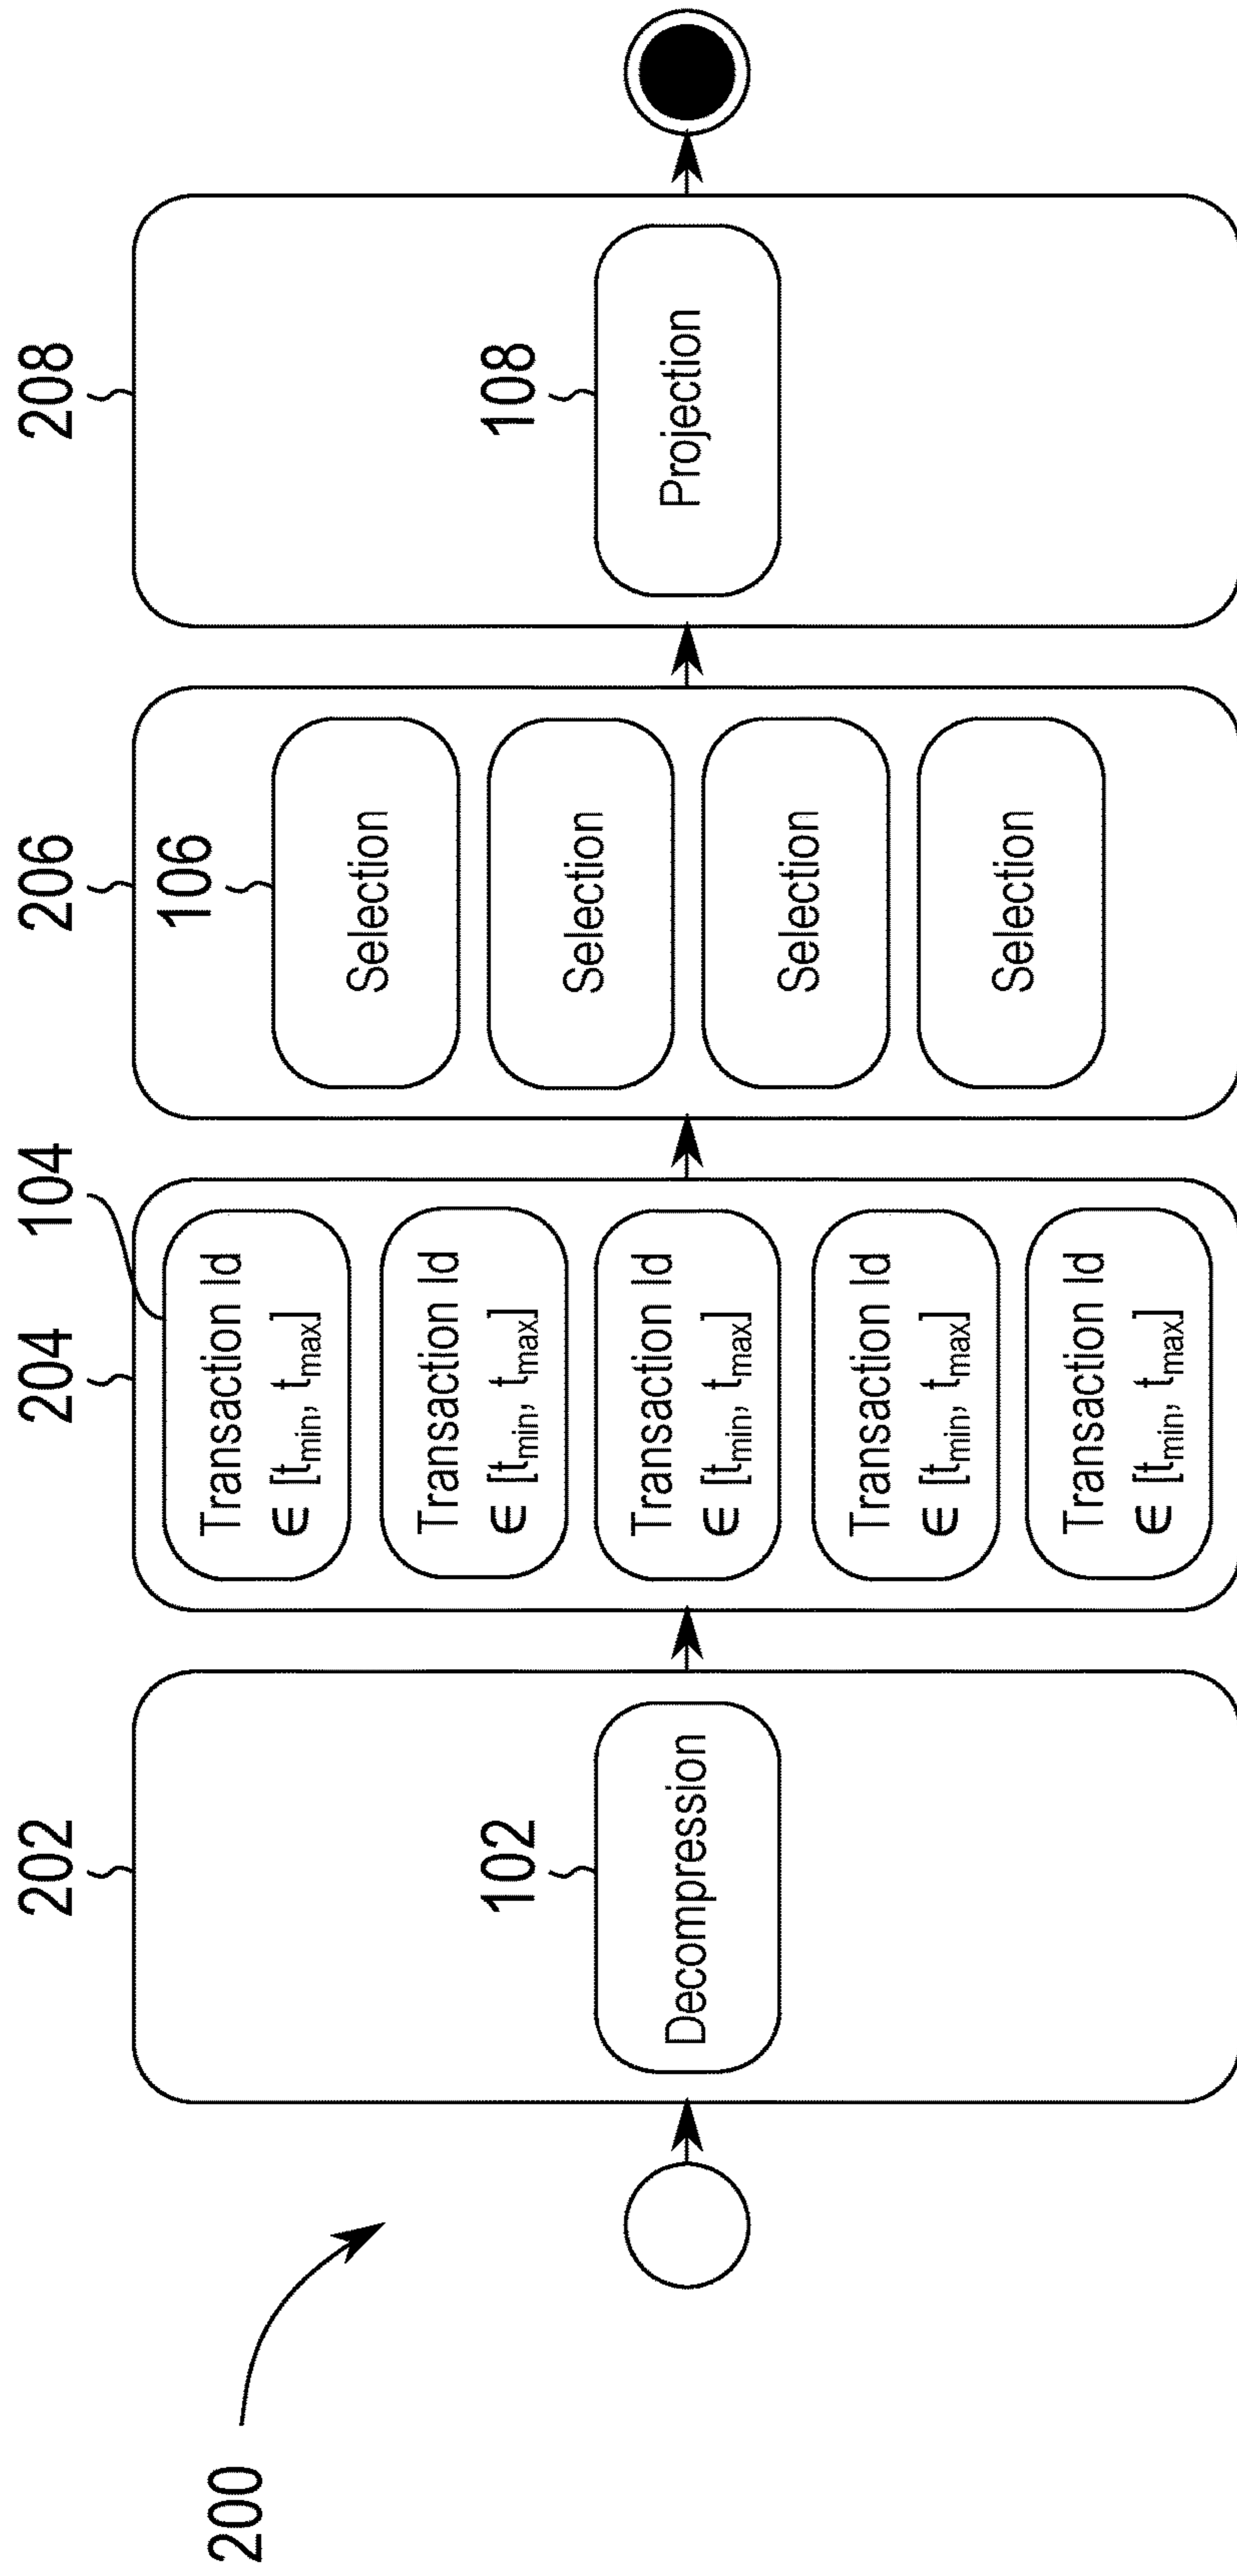 200
202
102
Decompression
204
104
Transaction Id
∈ [tmin, tmax]
Transaction Id
∈ [tmin, tmax]
Transaction Id
∈ [tmin, tmax]
Transaction Id
∈ [tmin, tmax]
Transaction Id
∈ [tmin, tmax]
206
106
Selection
Selection
Selection
Selection
208
108
Projection